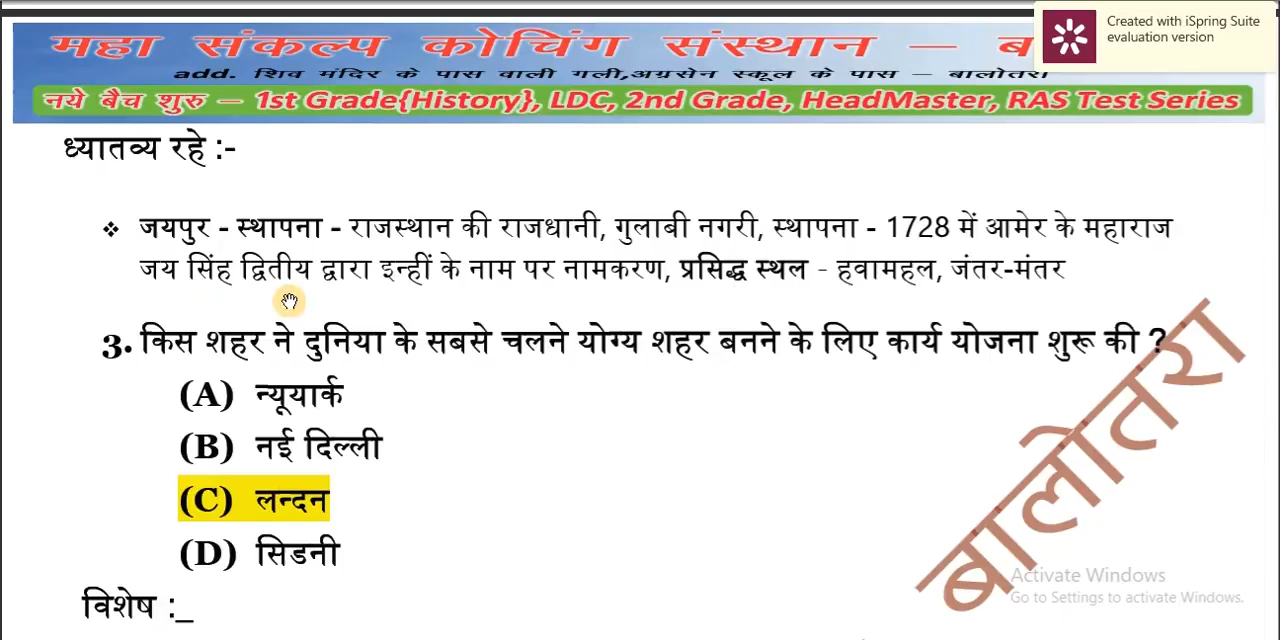 महा संकल्प कोचिंग संस्थान – ब
Created with iSpring Suite
evaluation version
add. शिव मंदिर के पास वाली गली,अग्रसेन स्कूल के पास – बालोतरा
नये बैच शुरु – 1st Grade{History}, LDC, 2nd Grade, HeadMaster, RAS Test Series
ध्यातव्य रहे :-
❖ जयपुर - स्थापना - राजस्थान की राजधानी, गुलाबी नगरी, स्थापना - 1728 में आमेर के महाराज
जय सिंह द्वितीय द्वारा इन्हीं के नाम पर नामकरण, प्रसिद्ध स्थल - हवामहल, जंतर-मंतर
3. किस शहर ने दुनिया के सबसे चलने योग्य शहर बनने के लिए कार्य योजना शुरू की ?
(A) न्यूयार्क
(B) नई दिल्ली
(C) लन्दन
(D) सिडनी
विशेष :_
बालोतरा
Activate Windows
Go to Settings to activate Windows.